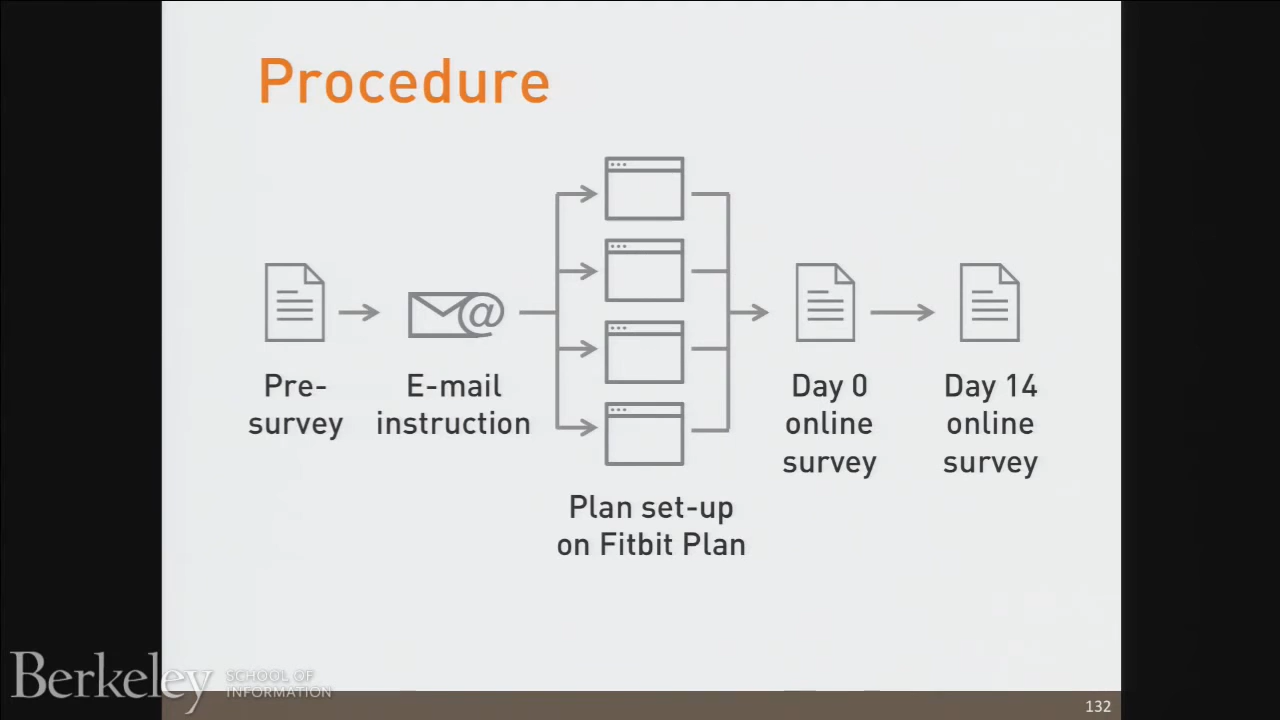 Procedure
Pre-
survey
E-mail
instruction
Plan set-up
on Fitbit Plan
Day 0
online
survey
Day 14
online
survey
@
Berkeley
SCHOOL OF
INFORMATION
132